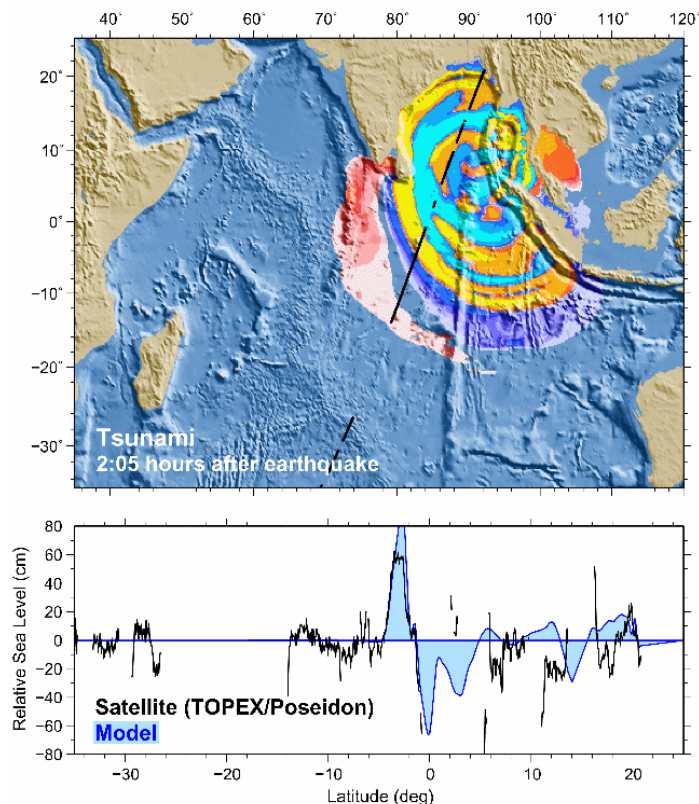 40° 50° 60° 70° 80° 90° 100° 110° 120°
20°
10°
0°
−10°
−20°
−30°
Tsunami
2:05 hours after earthquake
80
60
40
20
0
−20
−40
−60
−80
Relative Sea Level (cm)
Satellite (TOPEX/Poseidon)
Model
−30 −20 −10 0 10 20
Latitude (deg)